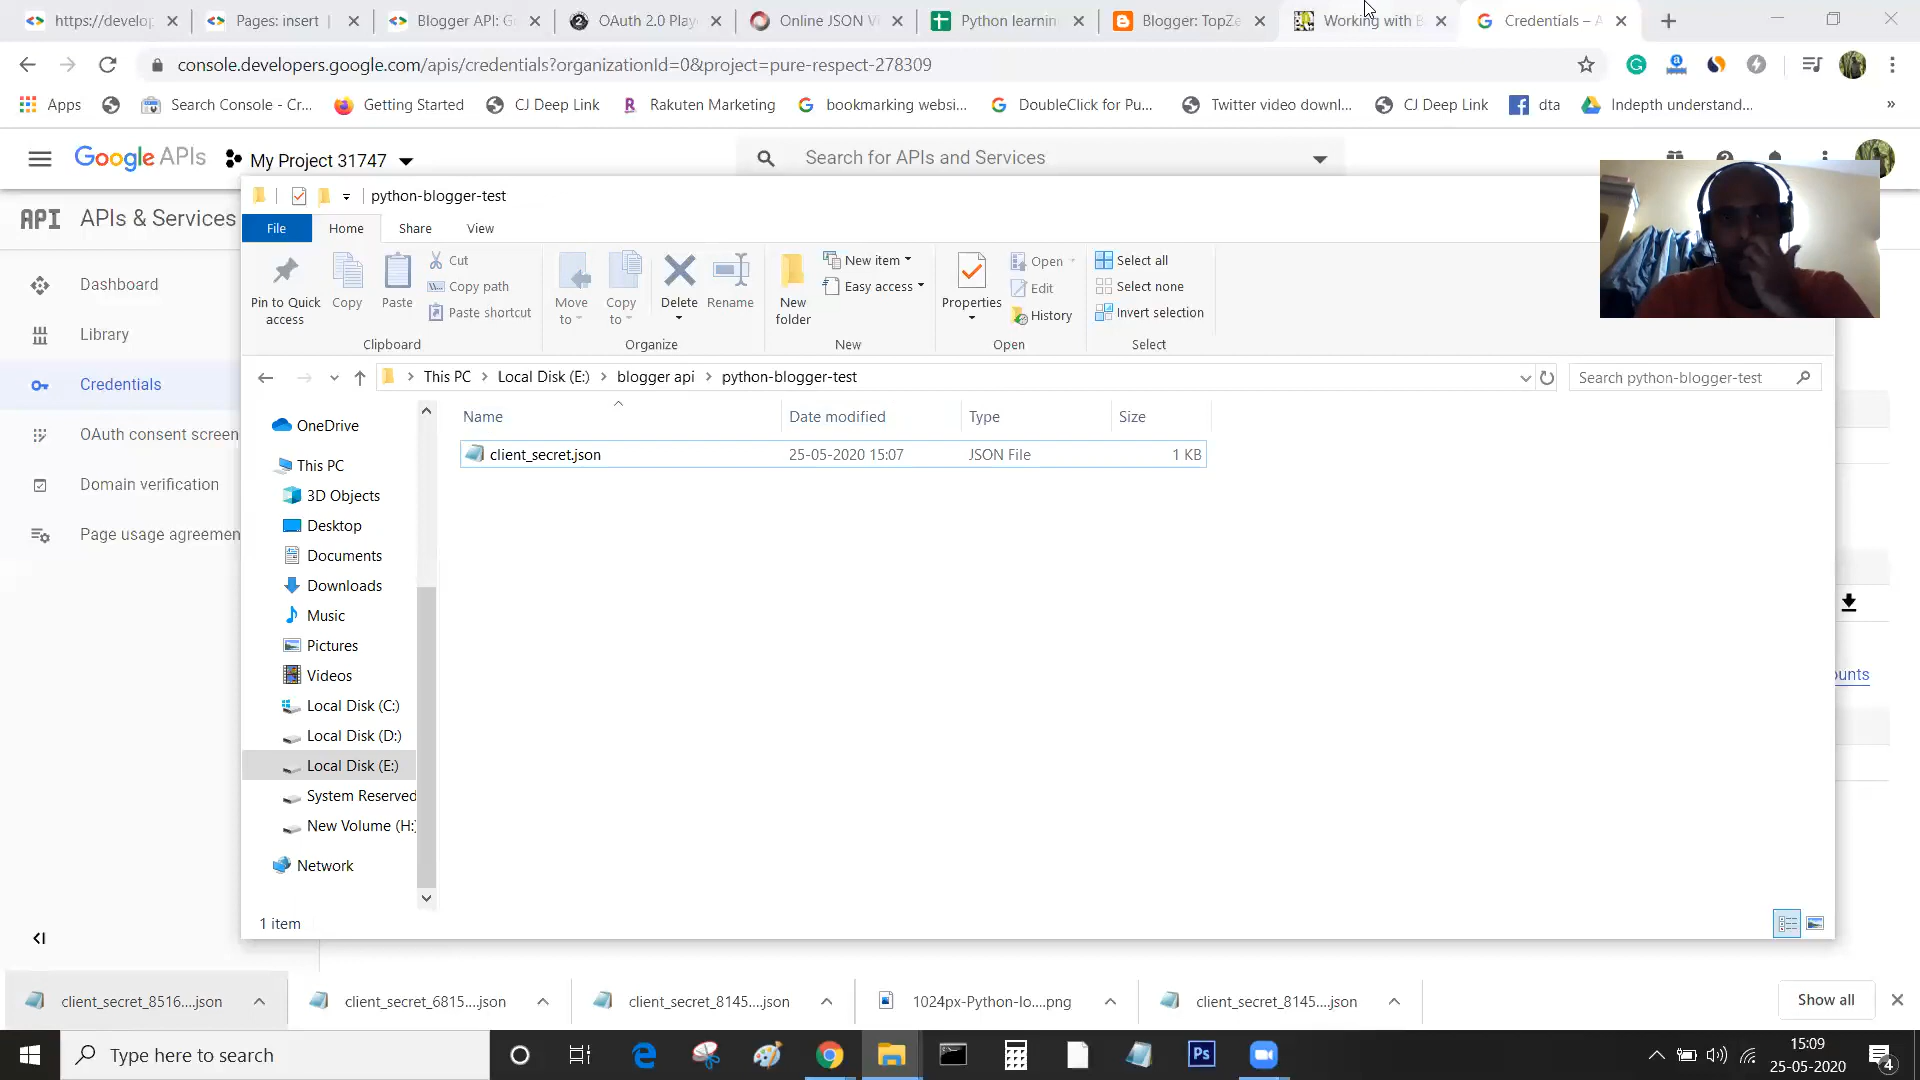 https://develop
Pages: insert
Blogger API: G
OAuth 2.0 Play
Online JSON V
Python learnin
Blogger: TopZe
Working with B
Credentials – A
console.developers.google.com/apis/credentials?organizationId=0&project=pure-respect-278309
Apps
Search Console - Cr...
Getting Started
CJ Deep Link
Rakuten Marketing
bookmarking websi...
DoubleClick for Pu...
Twitter video downl...
CJ Deep Link
dta
Indepth understand...
»
Google APIs
My Project 31747
Search for APIs and Services
API APIs & Services
Dashboard
Library
Credentials
OAuth consent screen
Domain verification
Page usage agreemen
python-blogger-test
File
Home
Share
View
Pin to Quick access
Copy
Paste
Cut
Copy path
Paste shortcut
Clipboard
Move to
Copy to
Delete
Rename
Organize
New folder
New item
Easy access
New
Properties
Open
Edit
History
Open
Select all
Select none
Invert selection
Select
This PC > Local Disk (E:) > blogger api > python-blogger-test
Search python-blogger-test
Name
Date modified
Type
Size
client_secret.json
25-05-2020 15:07
JSON File
1 KB
OneDrive
This PC
3D Objects
Desktop
Documents
Downloads
Music
Pictures
Videos
Local Disk (C:)
Local Disk (D:)
Local Disk (E:)
System Reserved
New Volume (H:
Network
1 item
ounts
client_secret_8516....json
client_secret_6815....json
client_secret_8145....json
1024px-Python-lo....png
client_secret_8145....json
Show all
Type here to search
Ps
15:09
25-05-2020
4